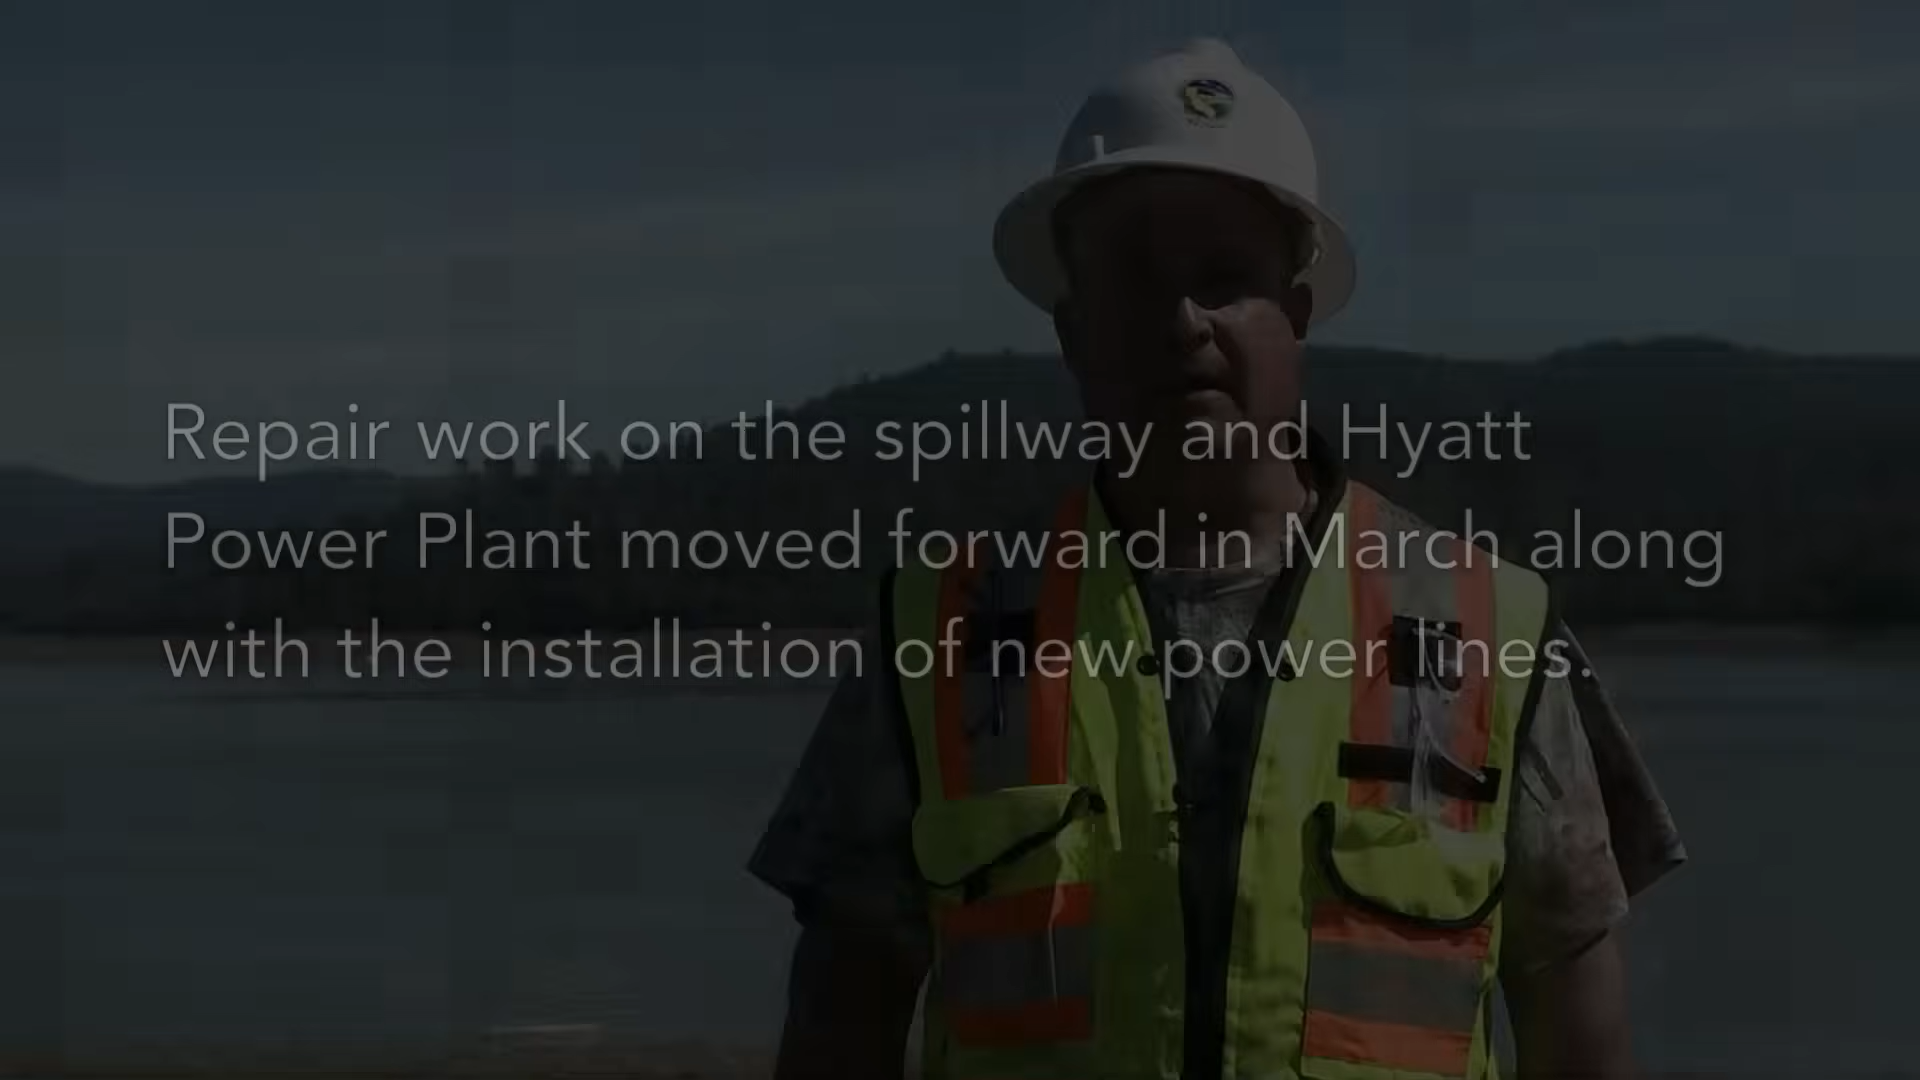 Repair work on the spillway and Hyatt
Power Plant moved forward in March along
with the installation of new power lines.